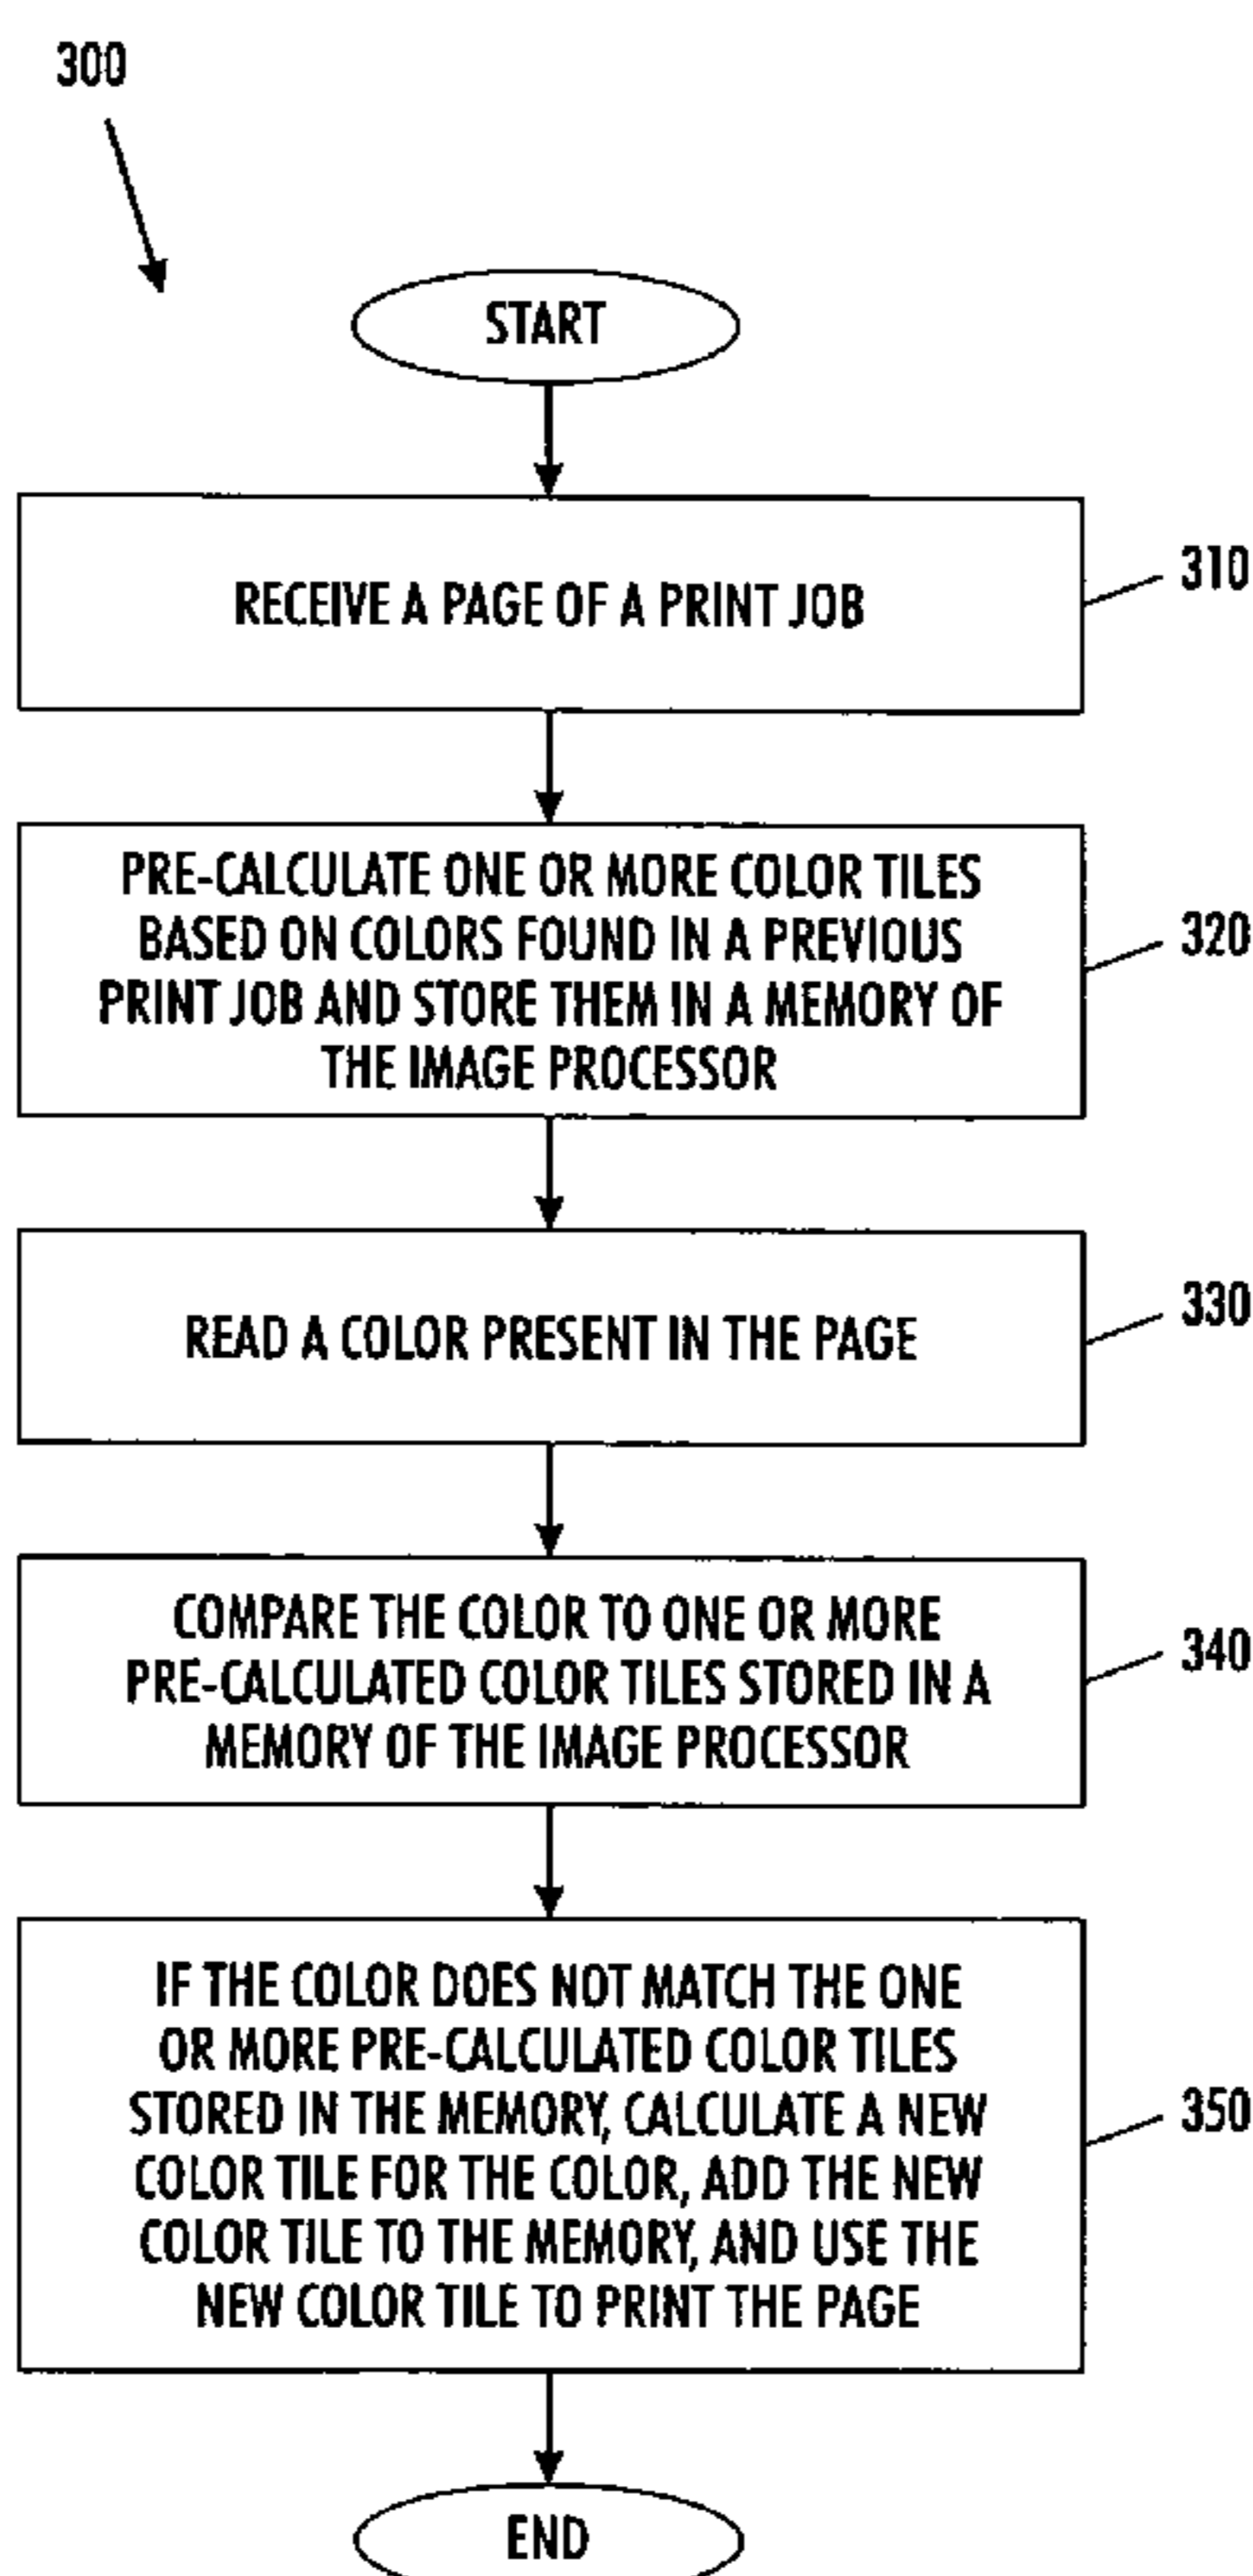 300
START
RECEIVE A PAGE OF A PRINT JOB
310
PRE-CALCULATE ONE OR MORE COLOR TILES
BASED ON COLORS FOUND IN A PREVIOUS
PRINT JOB AND STORE THEM IN A MEMORY OF
THE IMAGE PROCESSOR
320
READ A COLOR PRESENT IN THE PAGE
330
COMPARE THE COLOR TO ONE OR MORE
PRE-CALCULATED COLOR TILES STORED IN A
MEMORY OF THE IMAGE PROCESSOR
340
IF THE COLOR DOES NOT MATCH THE ONE
OR MORE PRE-CALCULATED COLOR TILES
STORED IN THE MEMORY, CALCULATE A NEW
COLOR TILE FOR THE COLOR, ADD THE NEW
COLOR TILE TO THE MEMORY, AND USE THE
NEW COLOR TILE TO PRINT THE PAGE
350
END